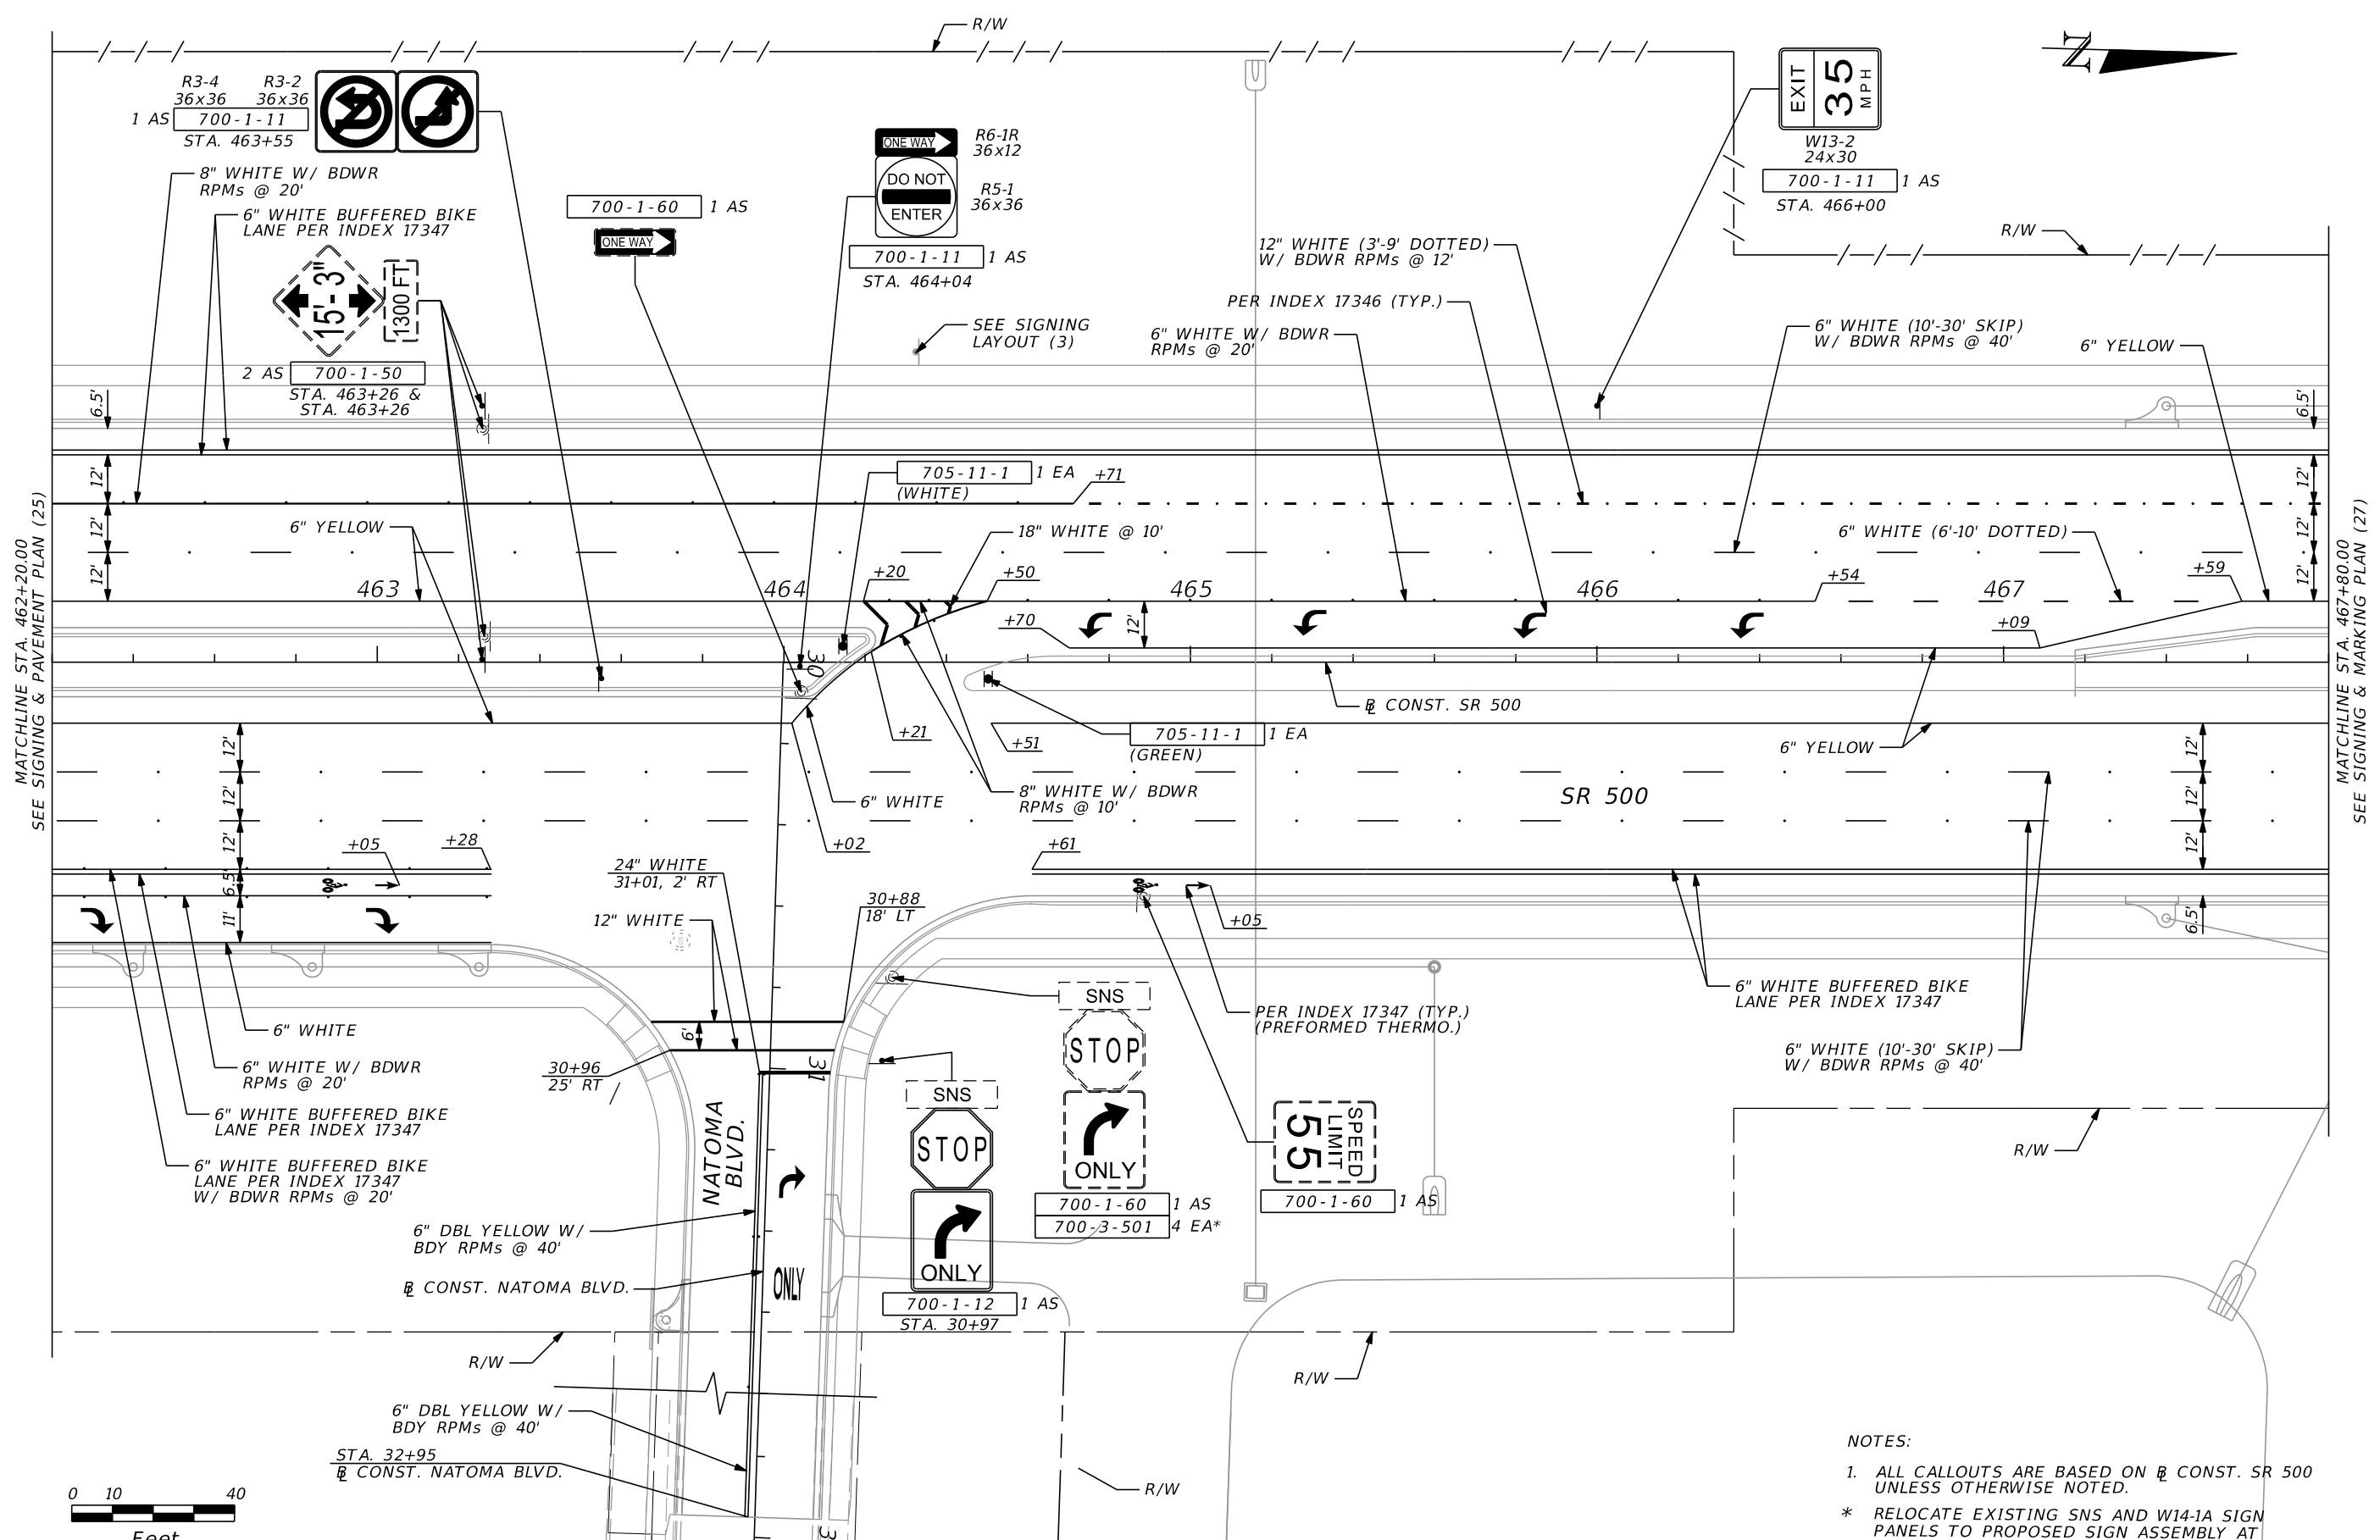 R/W
R3-4
36x36
R3-2
36x36
1 AS 700-1-11
STA. 463+55
8" WHITE W/ BDWR
RPMs @ 20'
6" WHITE BUFFERED BIKE
LANE PER INDEX 17347
15'-3"
1300 FT
2 AS 700-1-50
STA. 463+26 &
STA. 463+26
700-1-60 1 AS
ONE WAY
ONE WAY
R6-1R
36x12
DO NOT
ENTER
R5-1
36x36
700-1-11 1 AS
STA. 464+04
SEE SIGNING
LAYOUT (3)
EXIT
35
MPH
W13-2
24x30
700-1-11 1 AS
STA. 466+00
N
R/W
12" WHITE (3'-9' DOTTED)
W/ BDWR RPMs @ 12'
PER INDEX 17346 (TYP.)
6" WHITE W/ BDWR
RPMs @ 20'
6" WHITE (10'-30' SKIP)
W/ BDWR RPMs @ 40'
6" YELLOW
6.5'
6.5'
12'
12'
12'
12'
12'
12'
705-11-1 1 EA
(WHITE)
+71
6" YELLOW
18" WHITE @ 10'
6" WHITE (6'-10' DOTTED)
463
464
+20
+50
465
466
+54
467
+59
+70
12'
+09
30
MATCHLINE STA. 462+20.00
SEE SIGNING & PAVEMENT PLAN (25)
MATCHLINE STA. 467+80.00
SEE SIGNING & MARKING PLAN (27)
BL CONST. SR 500
+21
+51
705-11-1 1 EA
(GREEN)
6" YELLOW
12'
12'
12'
6.5'
11'
12'
12'
12'
6.5'
6" WHITE
8" WHITE W/ BDWR
RPMs @ 10'
SR 500
+02
+05
+28
+61
24" WHITE
31+01, 2' RT
12" WHITE
30+88
18' LT
+05
6" WHITE
6'
30+96
25' RT
31
SNS
STOP
ONLY
700-1-60 1 AS
700-3-501 4 EA*
PER INDEX 17347 (TYP.)
(PREFORMED THERMO.)
6" WHITE BUFFERED BIKE
LANE PER INDEX 17347
6" WHITE (10'-30' SKIP)
W/ BDWR RPMs @ 40'
6" WHITE W/ BDWR
RPMs @ 20'
6" WHITE BUFFERED BIKE
LANE PER INDEX 17347
6" WHITE BUFFERED BIKE
LANE PER INDEX 17347
W/ BDWR RPMs @ 20'
NATOMA
BLVD.
SNS
STOP
ONLY
700-1-12 1 AS
STA. 30+97
SPEED
LIMIT
55
700-1-60 1 AS
R/W
6" DBL YELLOW W/
BDY RPMs @ 40'
BL CONST. NATOMA BLVD.
ONLY
R/W
R/W
6" DBL YELLOW W/
BDY RPMs @ 40'
STA. 32+95
BL CONST. NATOMA BLVD.
R/W
0 10 40
Feet
NOTES:
1. ALL CALLOUTS ARE BASED ON BL CONST. SR 500
UNLESS OTHERWISE NOTED.
* RELOCATE EXISTING SNS AND W14-1A SIGN
PANELS TO PROPOSED SIGN ASSEMBLY AT